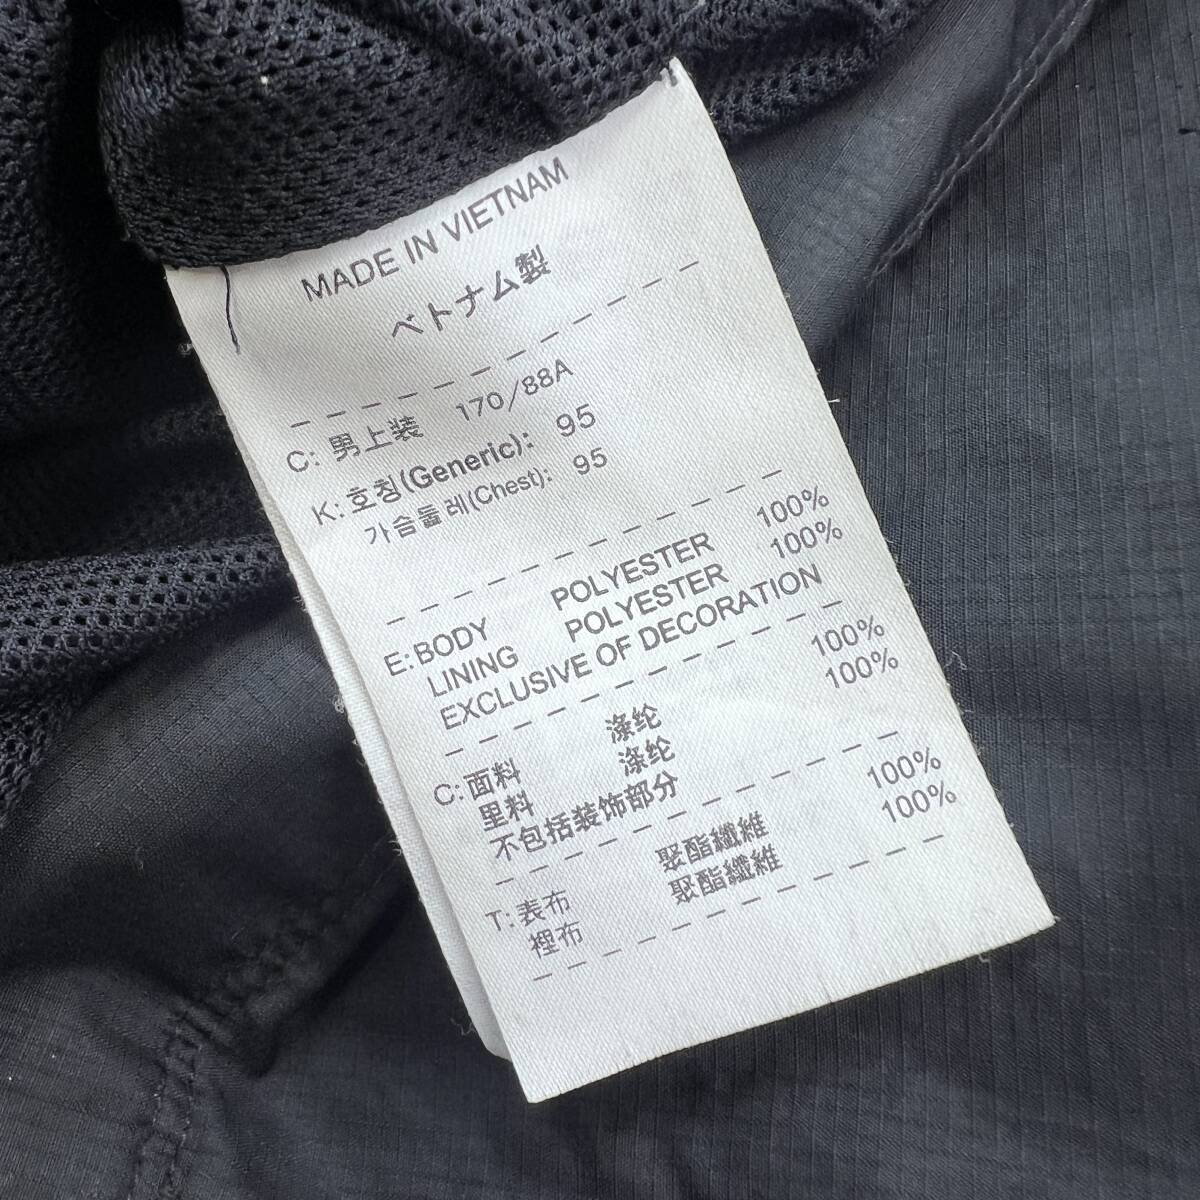 MADE IN VIETNAM
ベトナム製
C: 男上装 170/88A
K: 호칭(Generic): 95
가슴둘레(Chest): 95
E: BODY POLYESTER 100%
LINING POLYESTER 100%
EXCLUSIVE OF DECORATION
C: 面料 涤纶 100%
里料 涤纶 100%
不包括装饰部分
T: 表布 聚酯纖維 100%
裡布 聚酯纖維 100%